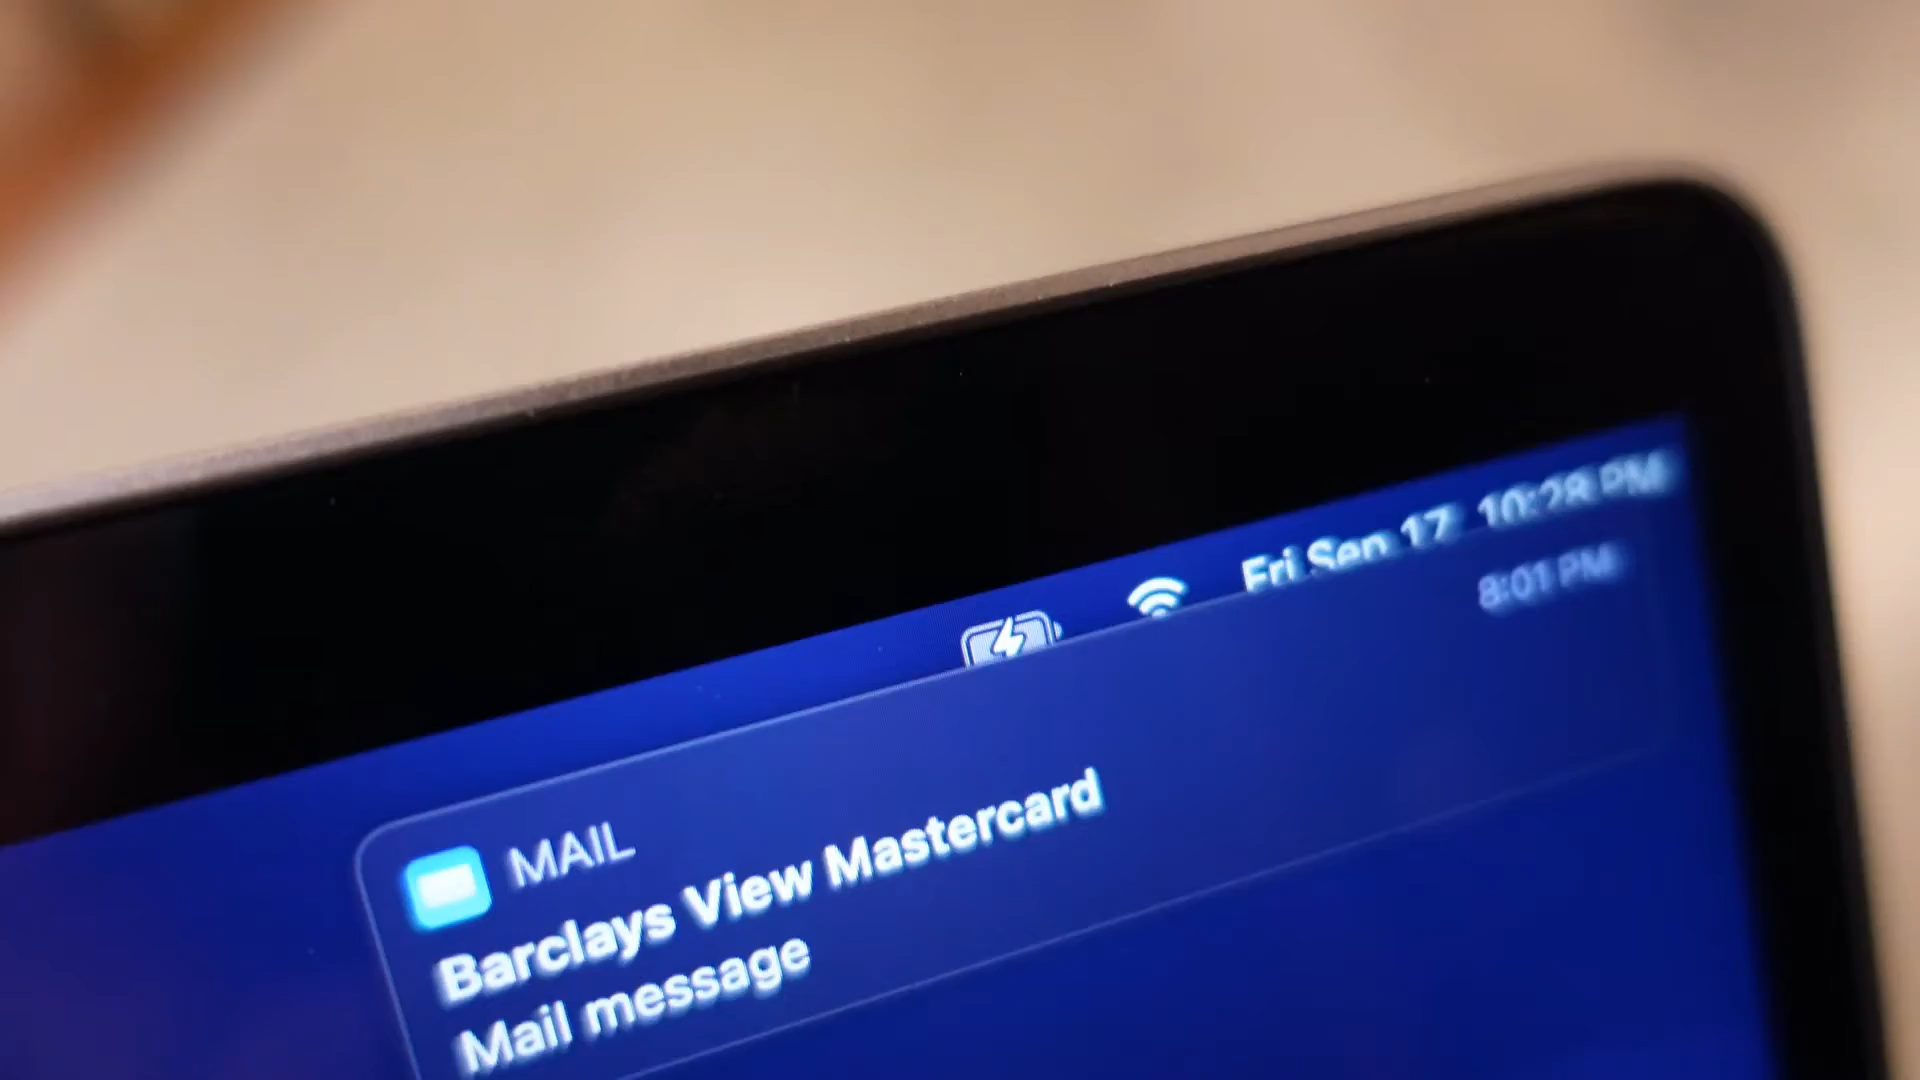 Fri Sep 17 10:28 PM
8:01 PM
MAIL
Barclays View Mastercard
Mail message